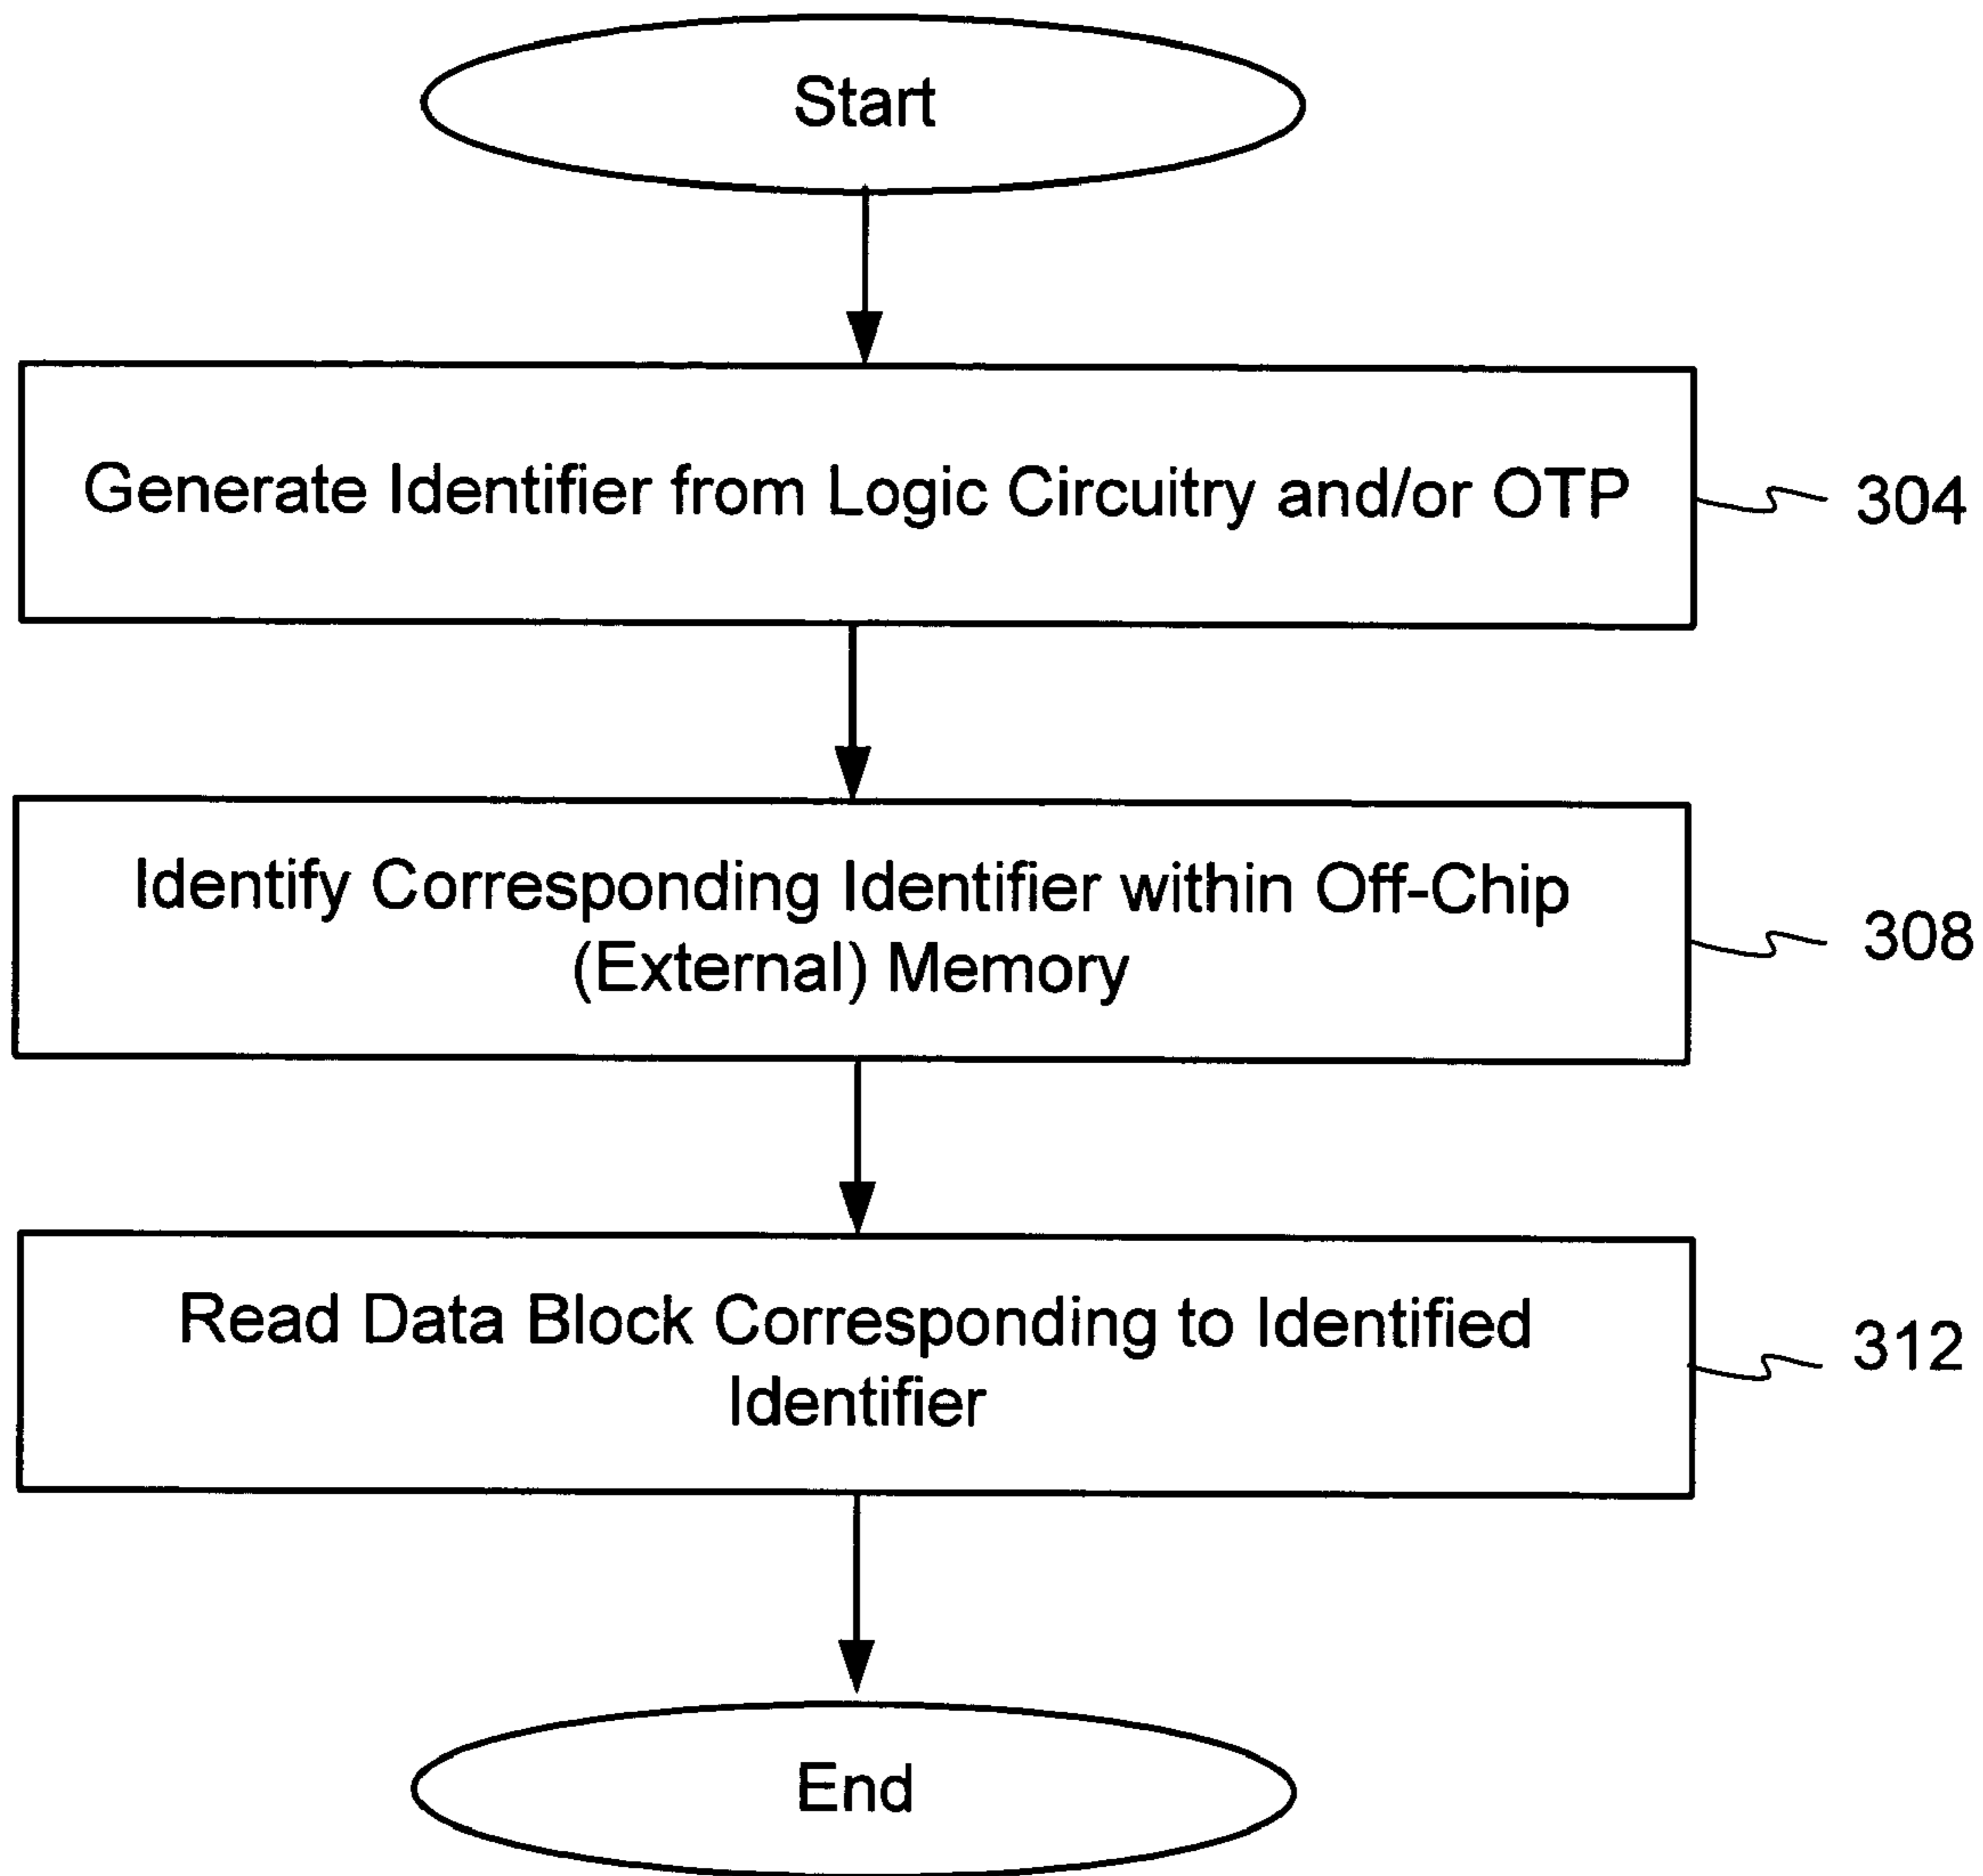 Start
Generate Identifier from Logic Circuitry and/or OTP
304
Identify Corresponding Identifier within Off-Chip
(External) Memory
308
Read Data Block Corresponding to Identified
Identifier
312
End